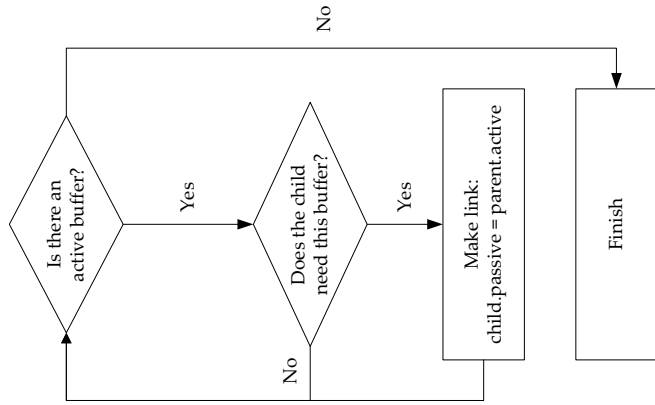 Is there an
active buffer?
No
Yes
Does the child
need this buffer?
No
Yes
Make link:
child.passive = parent.active
Finish